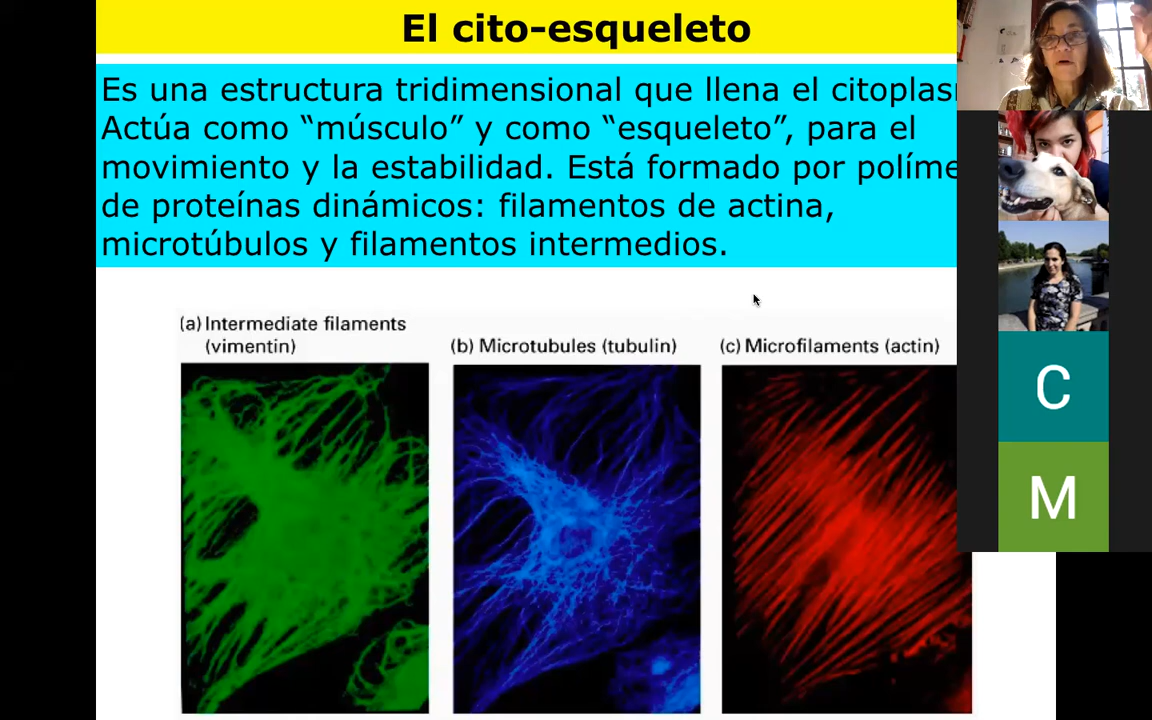 El cito-esqueleto
Es una estructura tridimensional que llena el
Actúa como “músculo” y como “esqueleto”, para el
movimiento y la estabilidad. Está formado por
de proteínas dinámicos: filamentos de actina,
microtúbulos y filamentos intermedios.
(a) Intermediate filaments
(vimentin)
(b) Microtubules (tubulin)
(c) Microfilaments (actin)
C
M